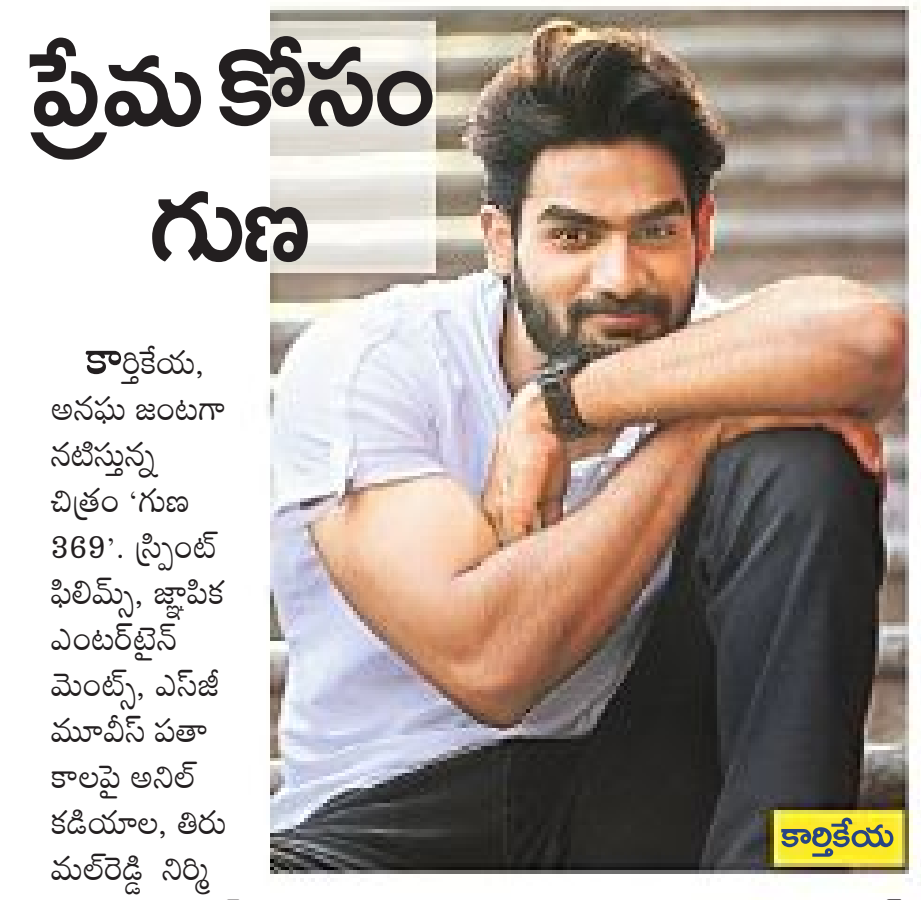 ప్రేమ కోసం
గుణ
కార్తికేయ,
అనఘ జంటగా
నటిస్తున్న
చిత్రం ‘గుణ
369’. స్ప్రింట్
ఫిలిమ్స్, జ్ఞాపిక
ఎంటర్‌టైన్
మెంట్స్, ఎస్‌జీ
మూవీస్ పతా
కాలపై అనిల్
కడియాల, తిరు
మల్‌రెడ్డి నిర్మి
కార్తికేయ